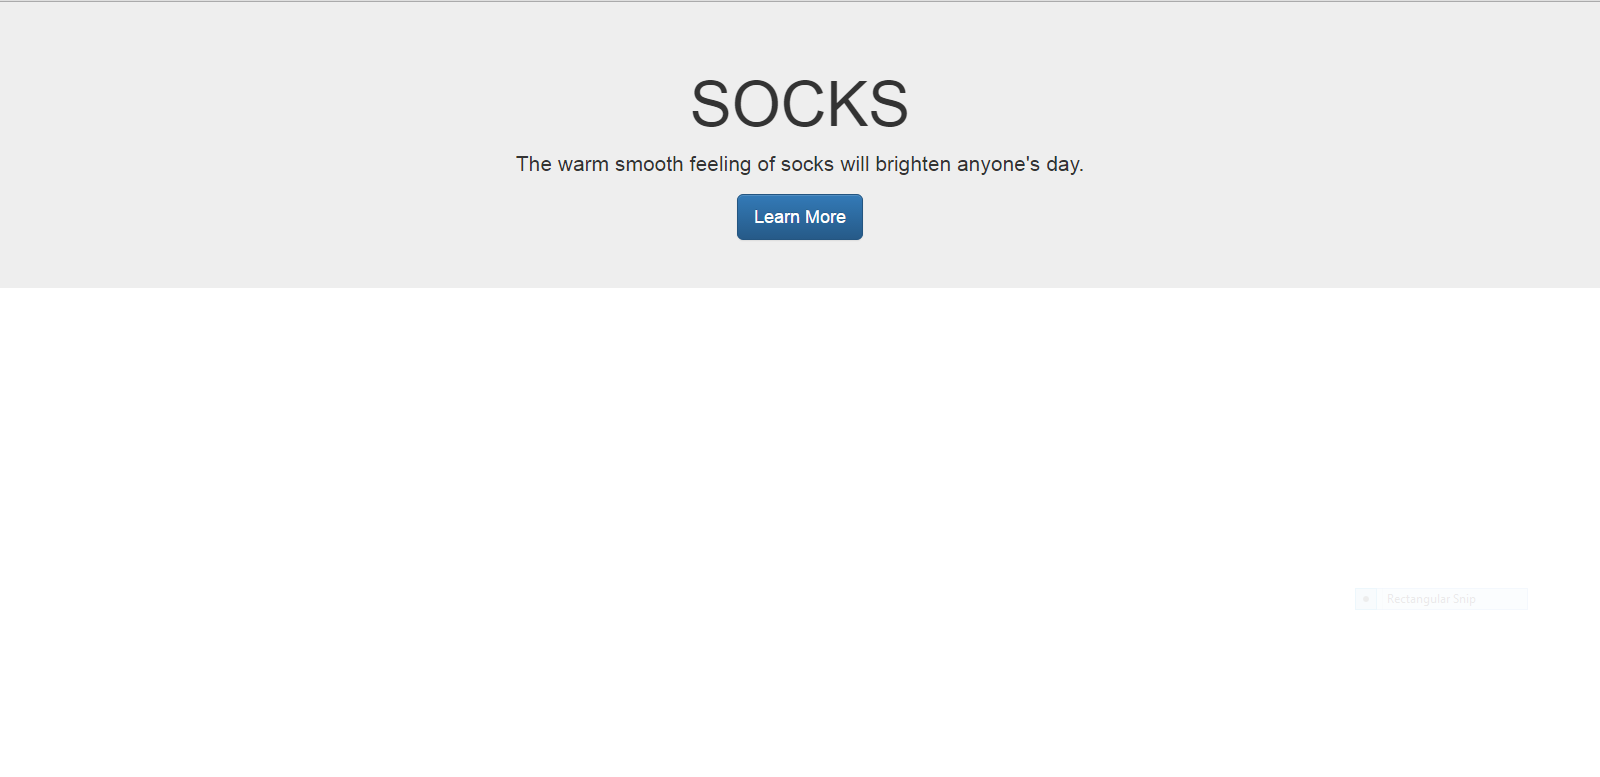 SOCKS
The warm smooth feeling of socks will brighten anyone's day.
Learn More
Rectangular Snip